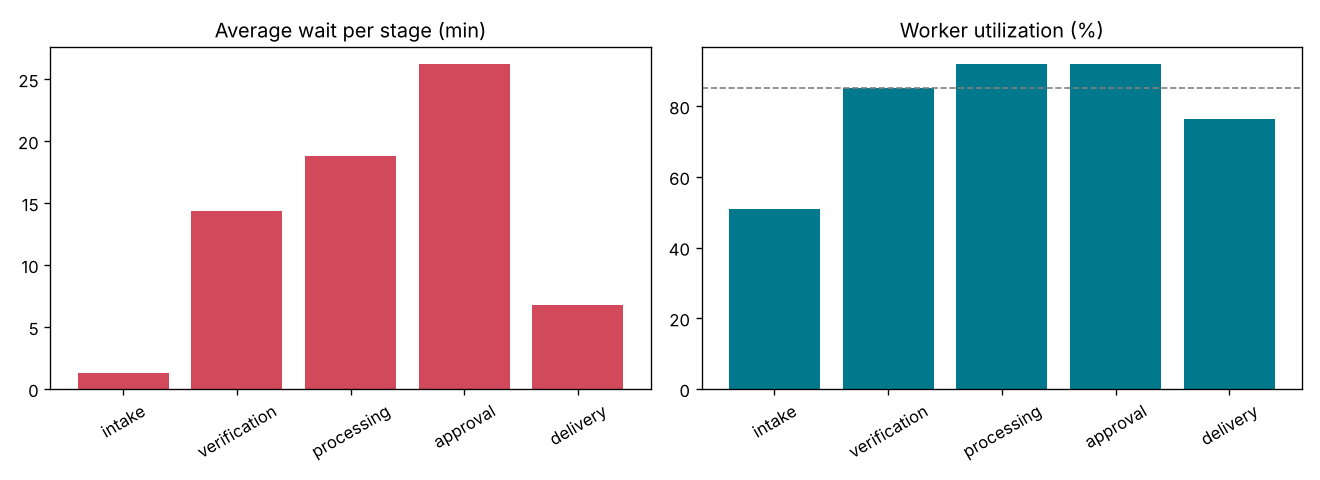 Average wait per stage (min)
25
20
15
10
5
0
intake
verification
processing
approval
delivery
Worker utilization (%)
80
60
40
20
0
intake
verification
processing
approval
delivery